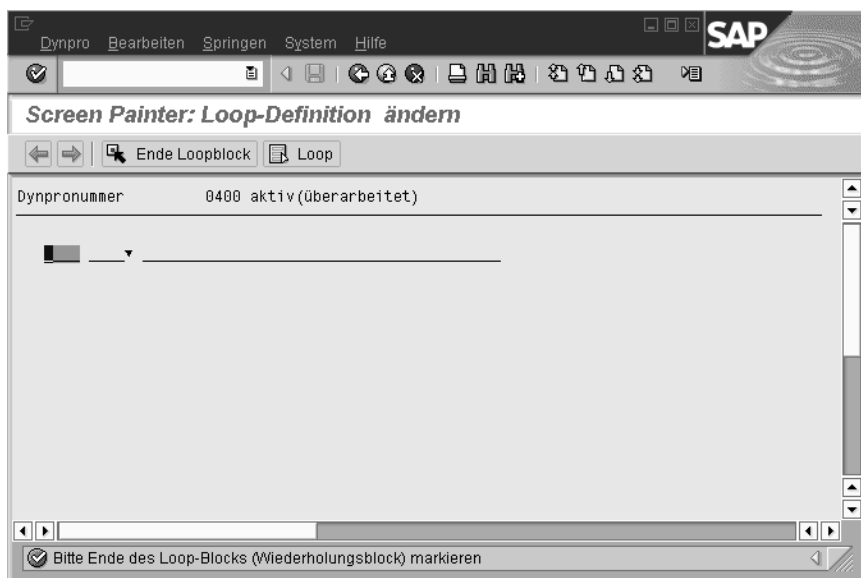 Dynpro Bearbeiten Springen System Hilfe
SAP
Screen Painter: Loop-Definition ändern
Ende Loopblock Loop
Dynpronummer 0400 aktiv(überarbeitet)
Bitte Ende des Loop-Blocks (Wiederholungsblock) markieren